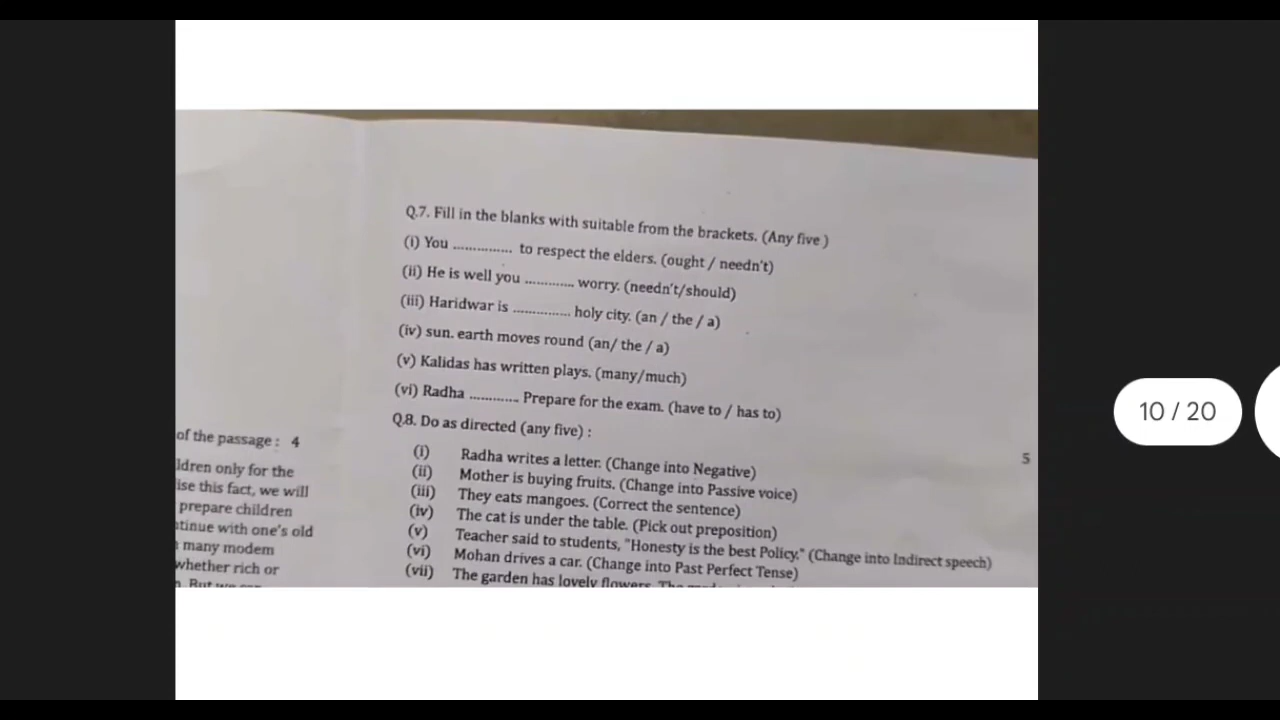 Q.7. Fill in the blanks with suitable from the brackets. (Any five )
(i) You .............. to respect the elders. (ought / needn't)
(ii) He is well you ............ worry. (needn't/should)
(iii) Haridwar is .............. holy city. (an / the / a)
(iv) sun. earth moves round (an/ the / a)
(v) Kalidas has written plays. (many/much)
(vi) Radha ............ Prepare for the exam. (have to / has to)
Q.8. Do as directed (any five) :
5
(i) Radha writes a letter. (Change into Negative)
(ii) Mother is buying fruits. (Change into Passive voice)
(iii) They eats mangoes. (Correct the sentence)
(iv) The cat is under the table. (Pick out preposition)
(v) Teacher said to students, "Honesty is the best Policy." (Change into Indirect speech)
(vi) Mohan drives a car. (Change into Past Perfect Tense)
(vii) The garden has lovely flowers. The
of the passage : 4
ldren only for the
ise this fact, we will
prepare children
tinue with one's old
many modem
whether rich or
But we can
10 / 20